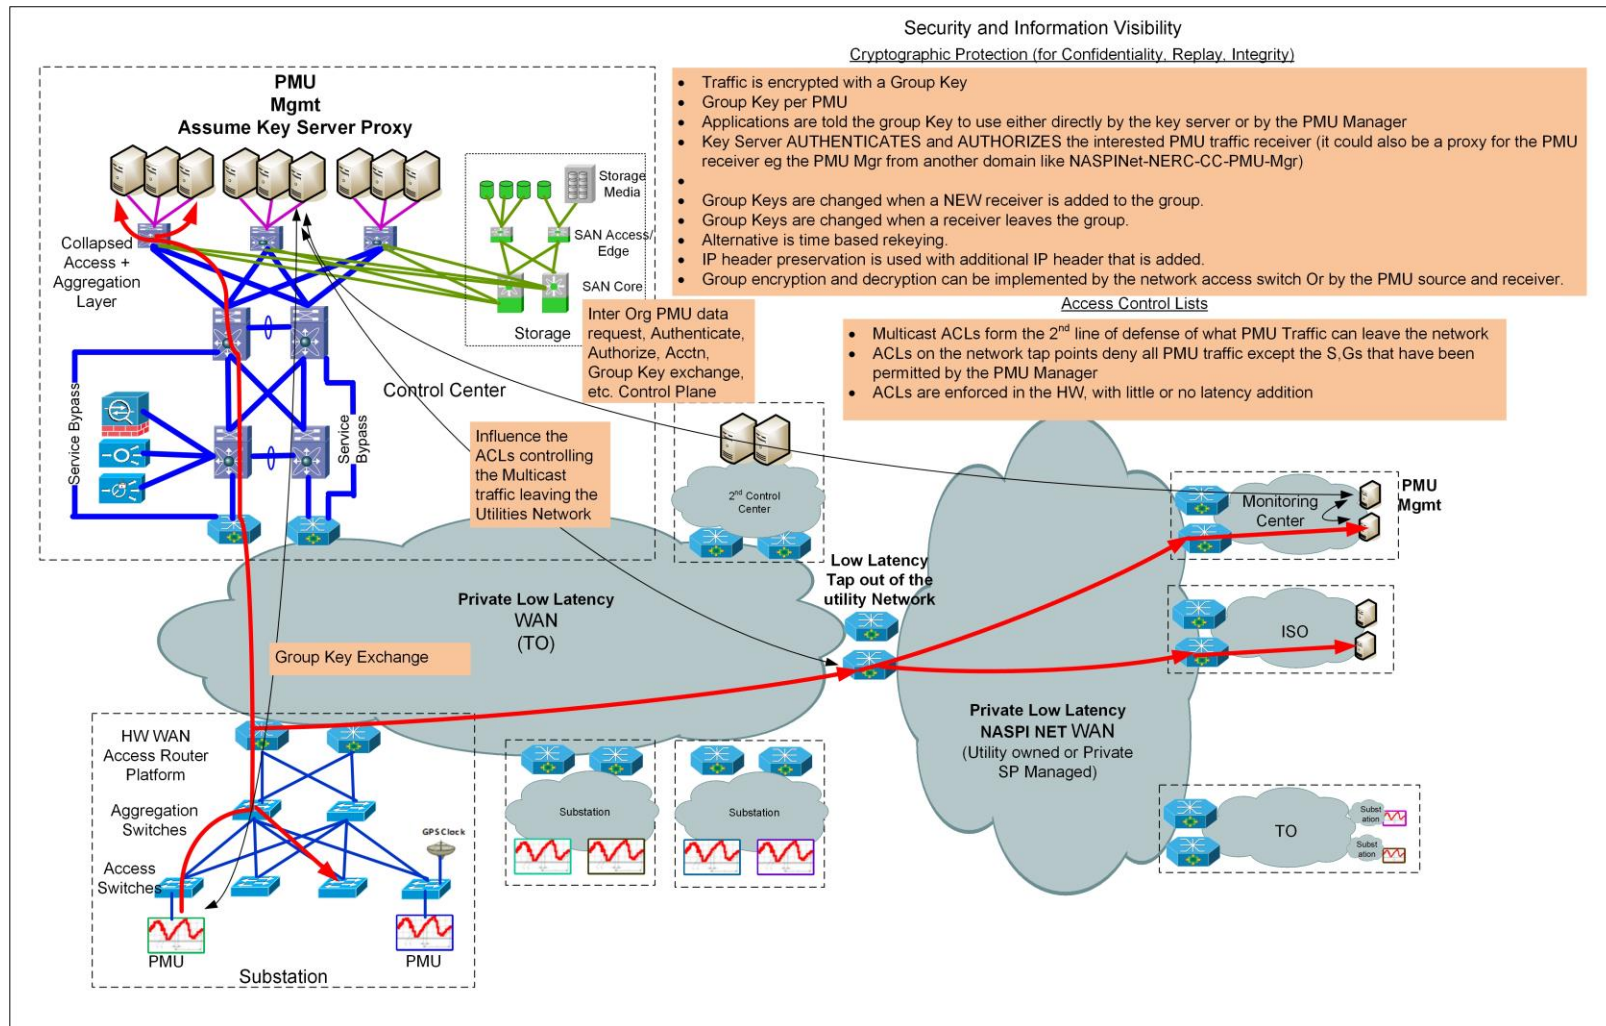 Security and Information Visibility
Cryptographic Protection (for Confidentiality, Replay, Integrity)
• Traffic is encrypted with a Group Key
• Group Key per PMU
• Applications are told the group Key to use either directly by the key server or by the PMU Manager
• Key Server AUTHENTICATES and AUTHORIZES the interested PMU traffic receiver (it could also be a proxy for the PMU
receiver eg the PMU Mgr from another domain like NASPINet-NERC-CC-PMU-Mgr)
•
• Group Keys are changed when a NEW receiver is added to the group.
• Group Keys are changed when a receiver leaves the group.
• Alternative is time based rekeying.
• IP header preservation is used with additional IP header that is added.
• Group encryption and decryption can be implemented by the network access switch Or by the PMU source and receiver.
Access Control Lists
• Multicast ACLs form the 2nd line of defense of what PMU Traffic can leave the network
• ACLs on the network tap points deny all PMU traffic except the S,Gs that have been
permitted by the PMU Manager
• ACLs are enforced in the HW, with little or no latency addition
PMU
Mgmt
Assume Key Server Proxy
Storage
Media
SAN Access/
Edge
SAN Core
Storage
Collapsed
Access +
Aggregation
Layer
Inter Org PMU data
request, Authenticate,
Authorize, Acctn,
Group Key exchange,
etc. Control Plane
Control Center
Service Bypass
Service
Bypass
Influence the
ACLs controlling
the Multicast
traffic leaving the
Utilities Network
2nd Control
Center
Monitoring
Center
PMU
Mgmt
Low Latency
Tap out of the
utility Network
Private Low Latency
WAN
(TO)
ISO
Group Key Exchange
Private Low Latency
NASPI NET WAN
(Utility owned or Private
SP Managed)
HW WAN
Access Router
Platform
Aggregation
Switches
GPS Clock
Access
Switches
PMU
PMU
Substation
Substation
Substation
TO
Subst
ation
Subst
ation